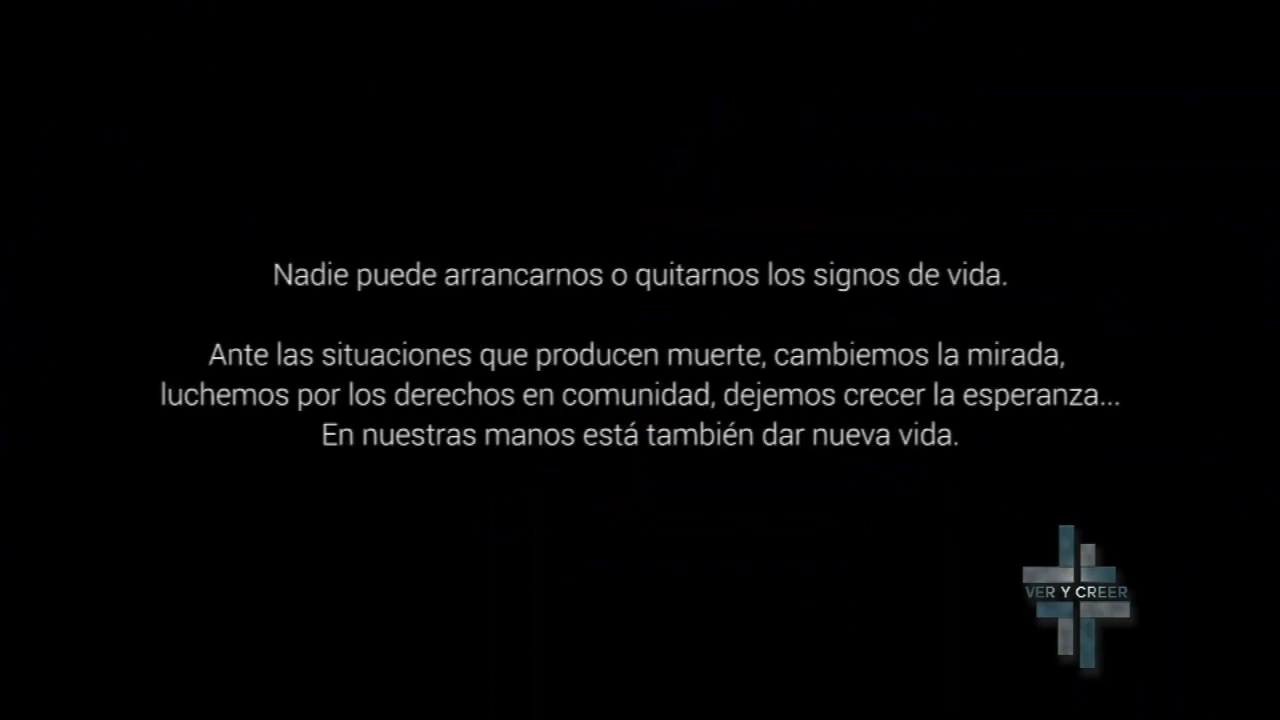 Nadie puede arrancarnos o quitarnos los signos de vida.
Ante las situaciones que producen muerte, cambiemos la mirada,
luchemos por los derechos en comunidad, dejemos crecer la esperanza...
En nuestras manos está también dar nueva vida.
VER Y CREER